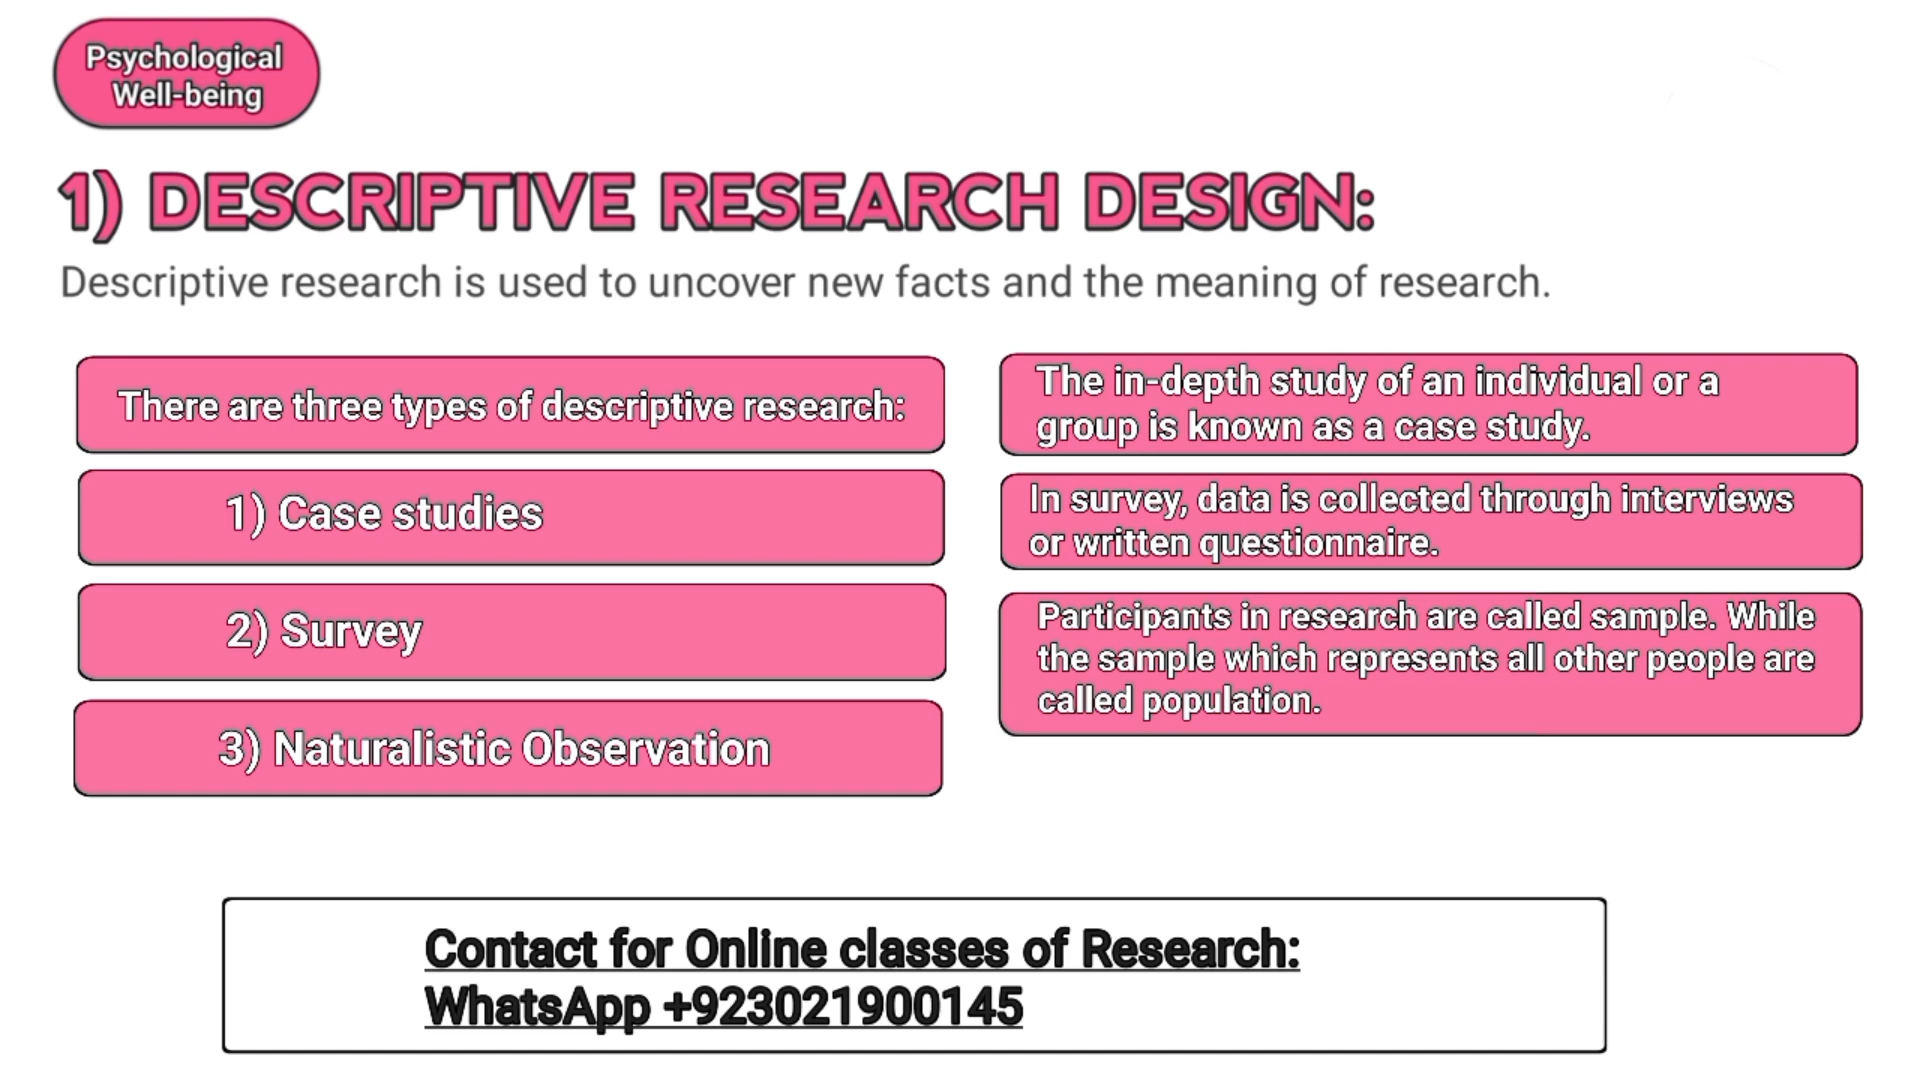 Psychological
Well-being
1) DESCRIPTIVE RESEARCH DESIGN:
Descriptive research is used to uncover new facts and the meaning of research.
There are three types of descriptive research:
1) Case studies
2) Survey
3) Naturalistic Observation
The in-depth study of an individual or a
group is known as a case study.
In survey, data is collected through interviews
or written questionnaire.
Participants in research are called sample. While
the sample which represents all other people are
called population.
Contact for Online classes of Research:
WhatsApp +923021900145